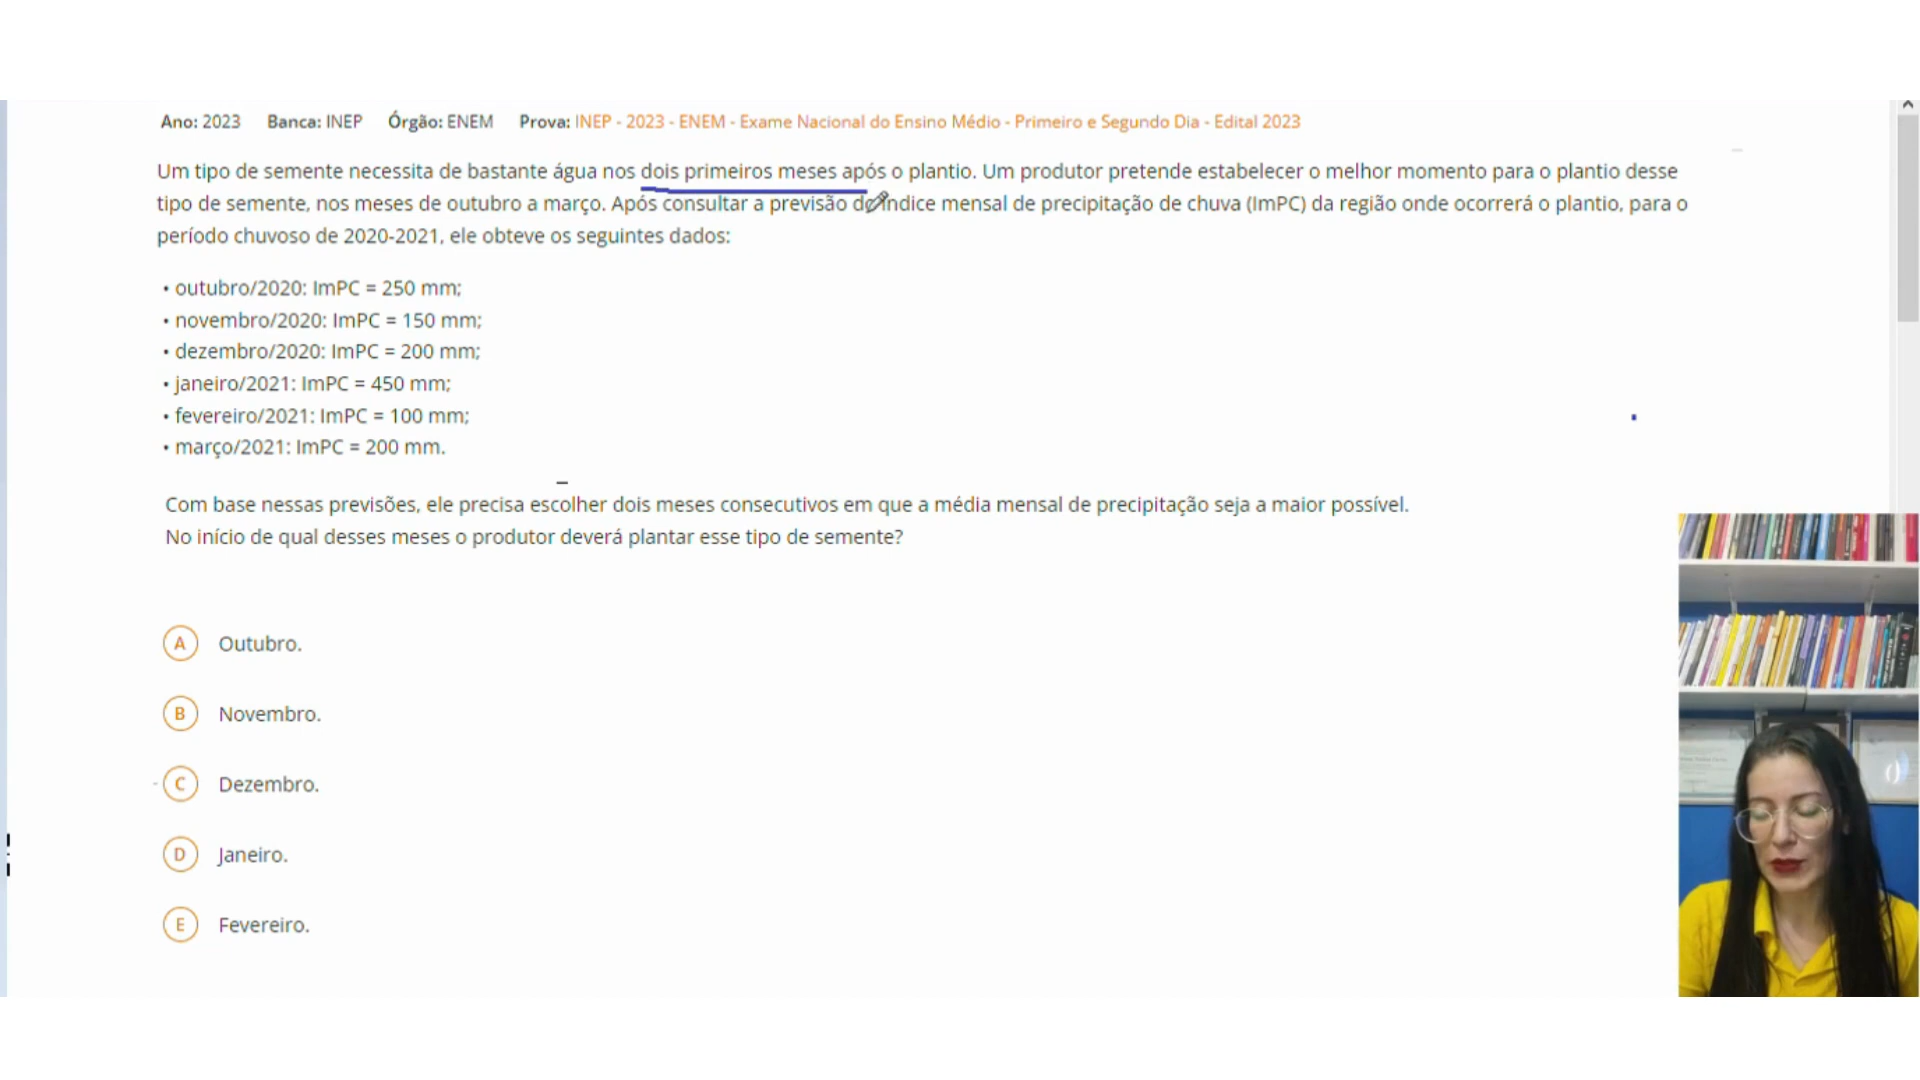 Ano: 2023 Banca: INEP Órgão: ENEM Prova: INEP - 2023 - ENEM - Exame Nacional do Ensino Médio - Primeiro e Segundo Dia - Edital 2023
Um tipo de semente necessita de bastante água nos dois primeiros meses após o plantio. Um produtor pretende estabelecer o melhor momento para o plantio desse
tipo de semente, nos meses de outubro a março. Após consultar a previsão do índice mensal de precipitação de chuva (ImPC) da região onde ocorrerá o plantio, para o
período chuvoso de 2020-2021, ele obteve os seguintes dados:
• outubro/2020: ImPC = 250 mm;
• novembro/2020: ImPC = 150 mm;
• dezembro/2020: ImPC = 200 mm;
• janeiro/2021: ImPC = 450 mm;
• fevereiro/2021: ImPC = 100 mm;
• março/2021: ImPC = 200 mm.
Com base nessas previsões, ele precisa escolher dois meses consecutivos em que a média mensal de precipitação seja a maior possível.
No início de qual desses meses o produtor deverá plantar esse tipo de semente?
A Outubro.
B Novembro.
C Dezembro.
D Janeiro.
E Fevereiro.